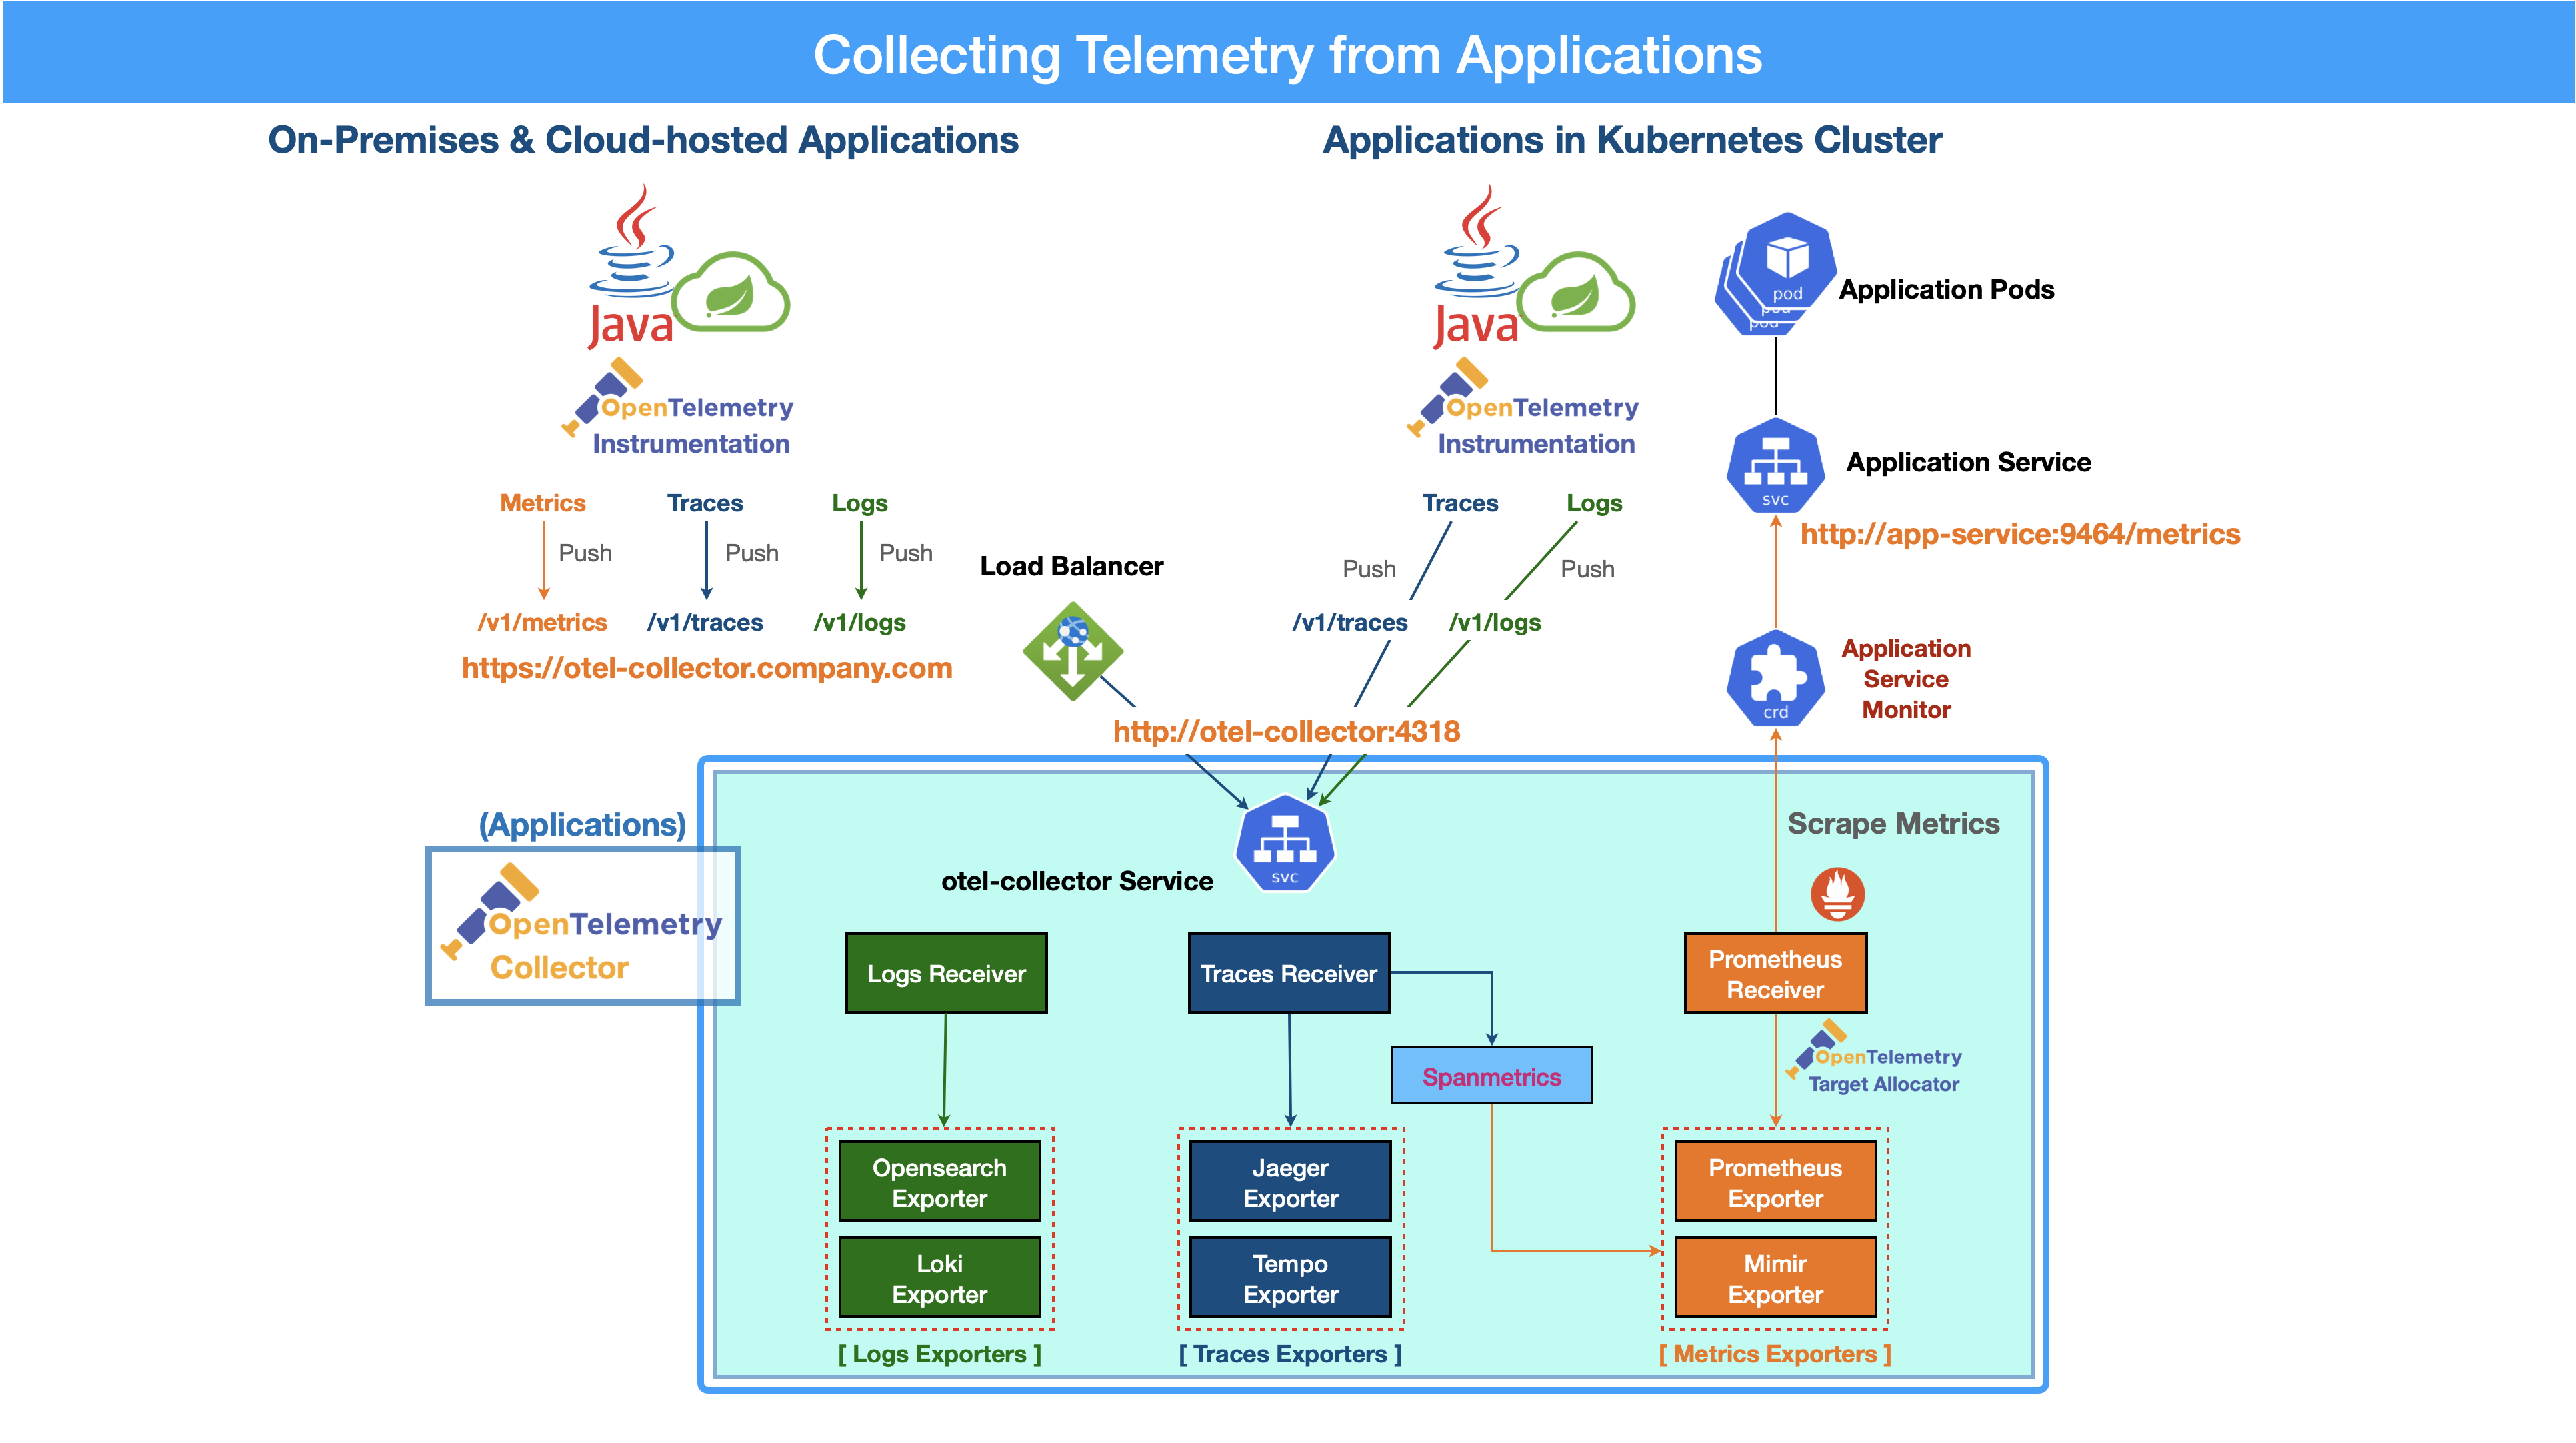 Collecting Telemetry from Applications
On-Premises & Cloud-hosted Applications
Java
OpenTelemetry
Instrumentation
Metrics
Traces
Logs
Push
Push
Push
/v1/metrics
/v1/traces
/v1/logs
https://otel-collector.company.com
Load Balancer
Applications in Kubernetes Cluster
Java
OpenTelemetry
Instrumentation
Traces
Logs
Push
Push
/v1/traces
/v1/logs
http://otel-collector:4318
pod
pod
pod
Application Pods
svc
Application Service
http://app-service:9464/metrics
crd
Application
Service
Monitor
(Applications)
OpenTelemetry
Collector
svc
otel-collector Service
Scrape Metrics
Logs Receiver
Traces Receiver
Prometheus
Receiver
Spanmetrics
OpenTelemetry
Target Allocator
Opensearch
Exporter
Loki
Exporter
[ Logs Exporters ]
Jaeger
Exporter
Tempo
Exporter
[ Traces Exporters ]
Prometheus
Exporter
Mimir
Exporter
[ Metrics Exporters ]